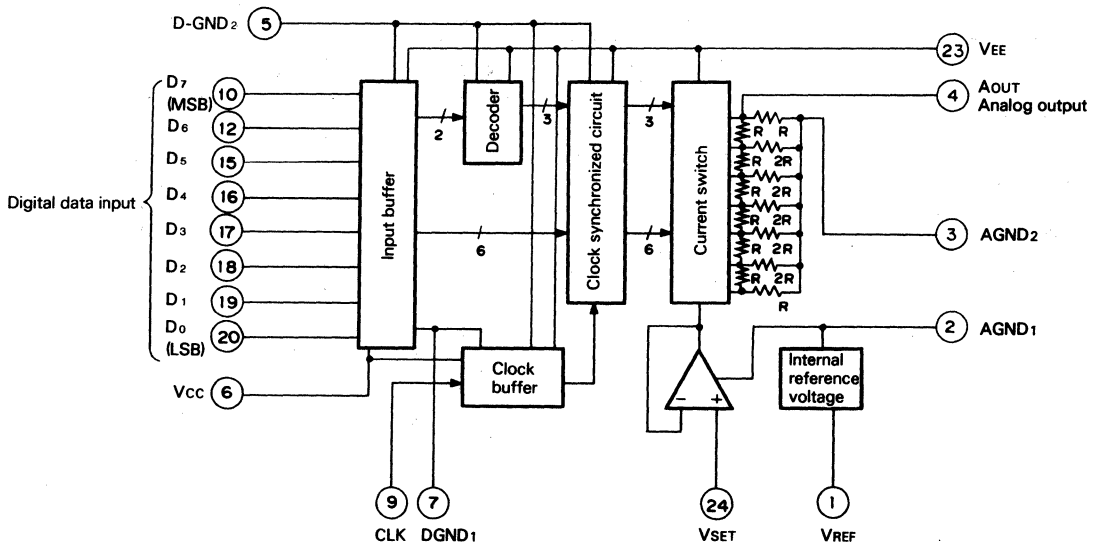 D-GND2 5
23 VEE
D7 (MSB) 10
4 AOUT
Analog output
D6 12
D5 15
D4 16
D3 17
D2 18
D1 19
D0 (LSB) 20
Digital data input
Input buffer
2
Decoder
3
Clock synchronized circuit
3
Current switch
6
6
R R
R 2R
R 2R
R 2R
R 2R
R 2R
R
3 AGND2
2 AGND1
VCC 6
Clock buffer
- +
Internal
reference
voltage
9
CLK
7
DGND1
24
VSET
1
VREF